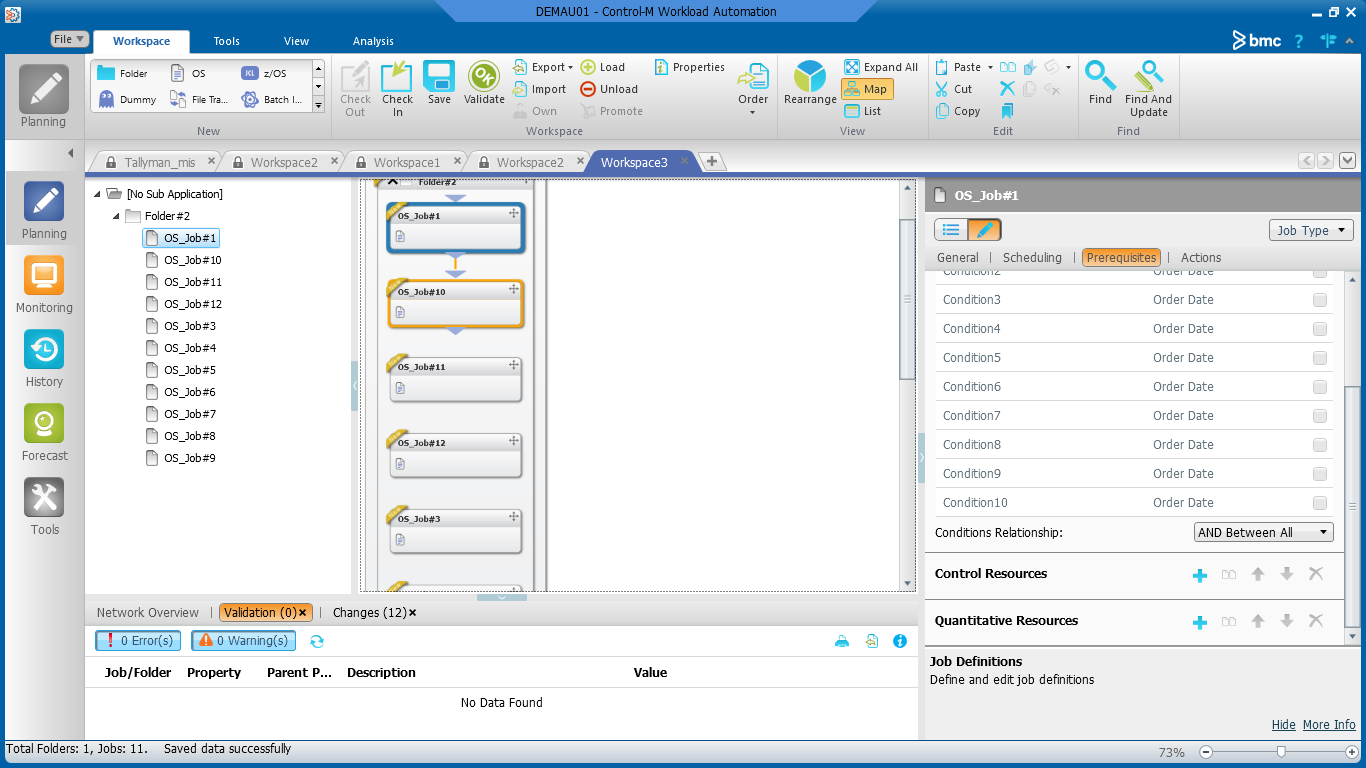 DEMAU01 - Control-M Workload Automation
File
Workspace
Tools
View
Analysis
bmc
?
Planning
Folder
OS
z/OS
Dummy
File Tra...
Batch I...
New
Check Out
Check In
Save
Validate
Export
Import
Own
Load
Unload
Promote
Properties
Order
Workspace
Rearrange
Expand All
Map
List
View
Paste
Cut
Copy
Edit
Find
Find And Update
Find
Tallyman_mis
Workspace2
Workspace1
Workspace2
Workspace3
Planning
Monitoring
History
Forecast
Tools
[No Sub Application]
Folder#2
OS_Job#1
OS_Job#10
OS_Job#11
OS_Job#12
OS_Job#3
OS_Job#4
OS_Job#5
OS_Job#6
OS_Job#7
OS_Job#8
OS_Job#9
Folder#2
OS_Job#1
OS_Job#10
OS_Job#11
OS_Job#12
OS_Job#3
OS_Job#1
Job Type
General | Scheduling | Prerequisites | Actions
Condition2 Order Date
Condition3 Order Date
Condition4 Order Date
Condition5 Order Date
Condition6 Order Date
Condition7 Order Date
Condition8 Order Date
Condition9 Order Date
Condition10 Order Date
Conditions Relationship: AND Between All
Control Resources
Quantitative Resources
Job Definitions
Define and edit job definitions
Hide More Info
Network Overview | Validation (0) | Changes (12)
0 Error(s) 0 Warning(s)
Job/Folder Property Parent P... Description Value
No Data Found
Total Folders: 1, Jobs: 11. Saved data successfully
73%